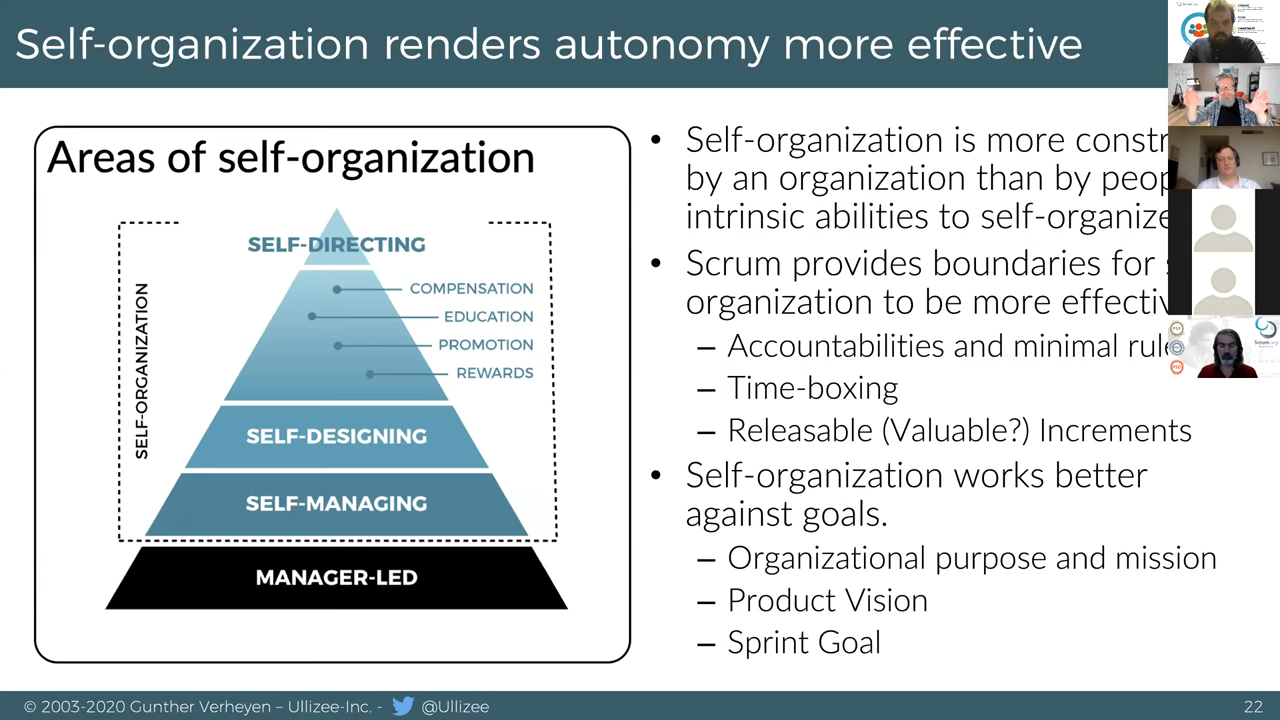 Self-organization renders autonomy more effective
Areas of self-organization
SELF-DIRECTING
COMPENSATION
EDUCATION
PROMOTION
REWARDS
SELF-ORGANIZATION
SELF-DESIGNING
SELF-MANAGING
MANAGER-LED
• Self-organization is more constr
by an organization than by peop
intrinsic abilities to self-organize
• Scrum provides boundaries for
organization to be more effectiv
– Accountabilities and minimal rule
– Time-boxing
– Releasable (Valuable?) Increments
• Self-organization works better
against goals.
– Organizational purpose and mission
– Product Vision
– Sprint Goal
Scrum.org
© 2003-2020 Gunther Verheyen – Ullizee-Inc. - @Ullizee
22